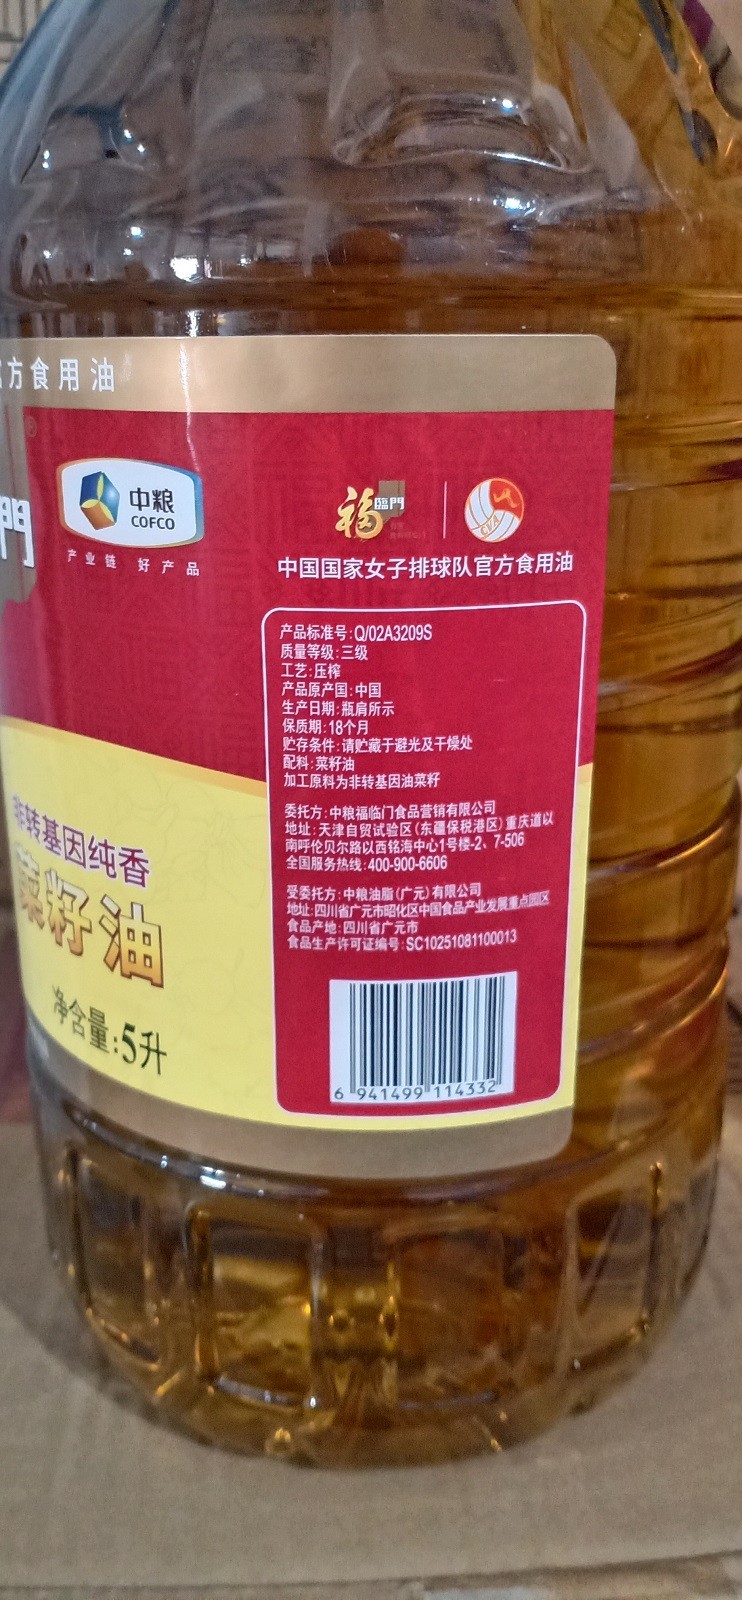 方食用油
門
®
中粮
COFCO
产业链 好产品
福
臨門
CVA
中国国家女子排球队官方食用油
产品标准号:Q/02A3209S
质量等级:三级
工艺:压榨
产品原产国:中国
生产日期:瓶肩所示
保质期:18个月
贮存条件:请贮藏于避光及干燥处
配料:菜籽油
加工原料为非转基因油菜籽
委托方:中粮福临门食品营销有限公司
地址:天津自贸试验区(东疆保税港区)重庆道以
南呼伦贝尔路以西铭海中心1号楼-2、7-506
全国服务热线:400-900-6606
受委托方:中粮油脂(广元)有限公司
地址:四川省广元市昭化区中国食品产业发展重点园区
食品产地:四川省广元市
食品生产许可证编号:SC10251081100013
非转基因纯香
菜籽油
净含量:5升
6 941499 114332